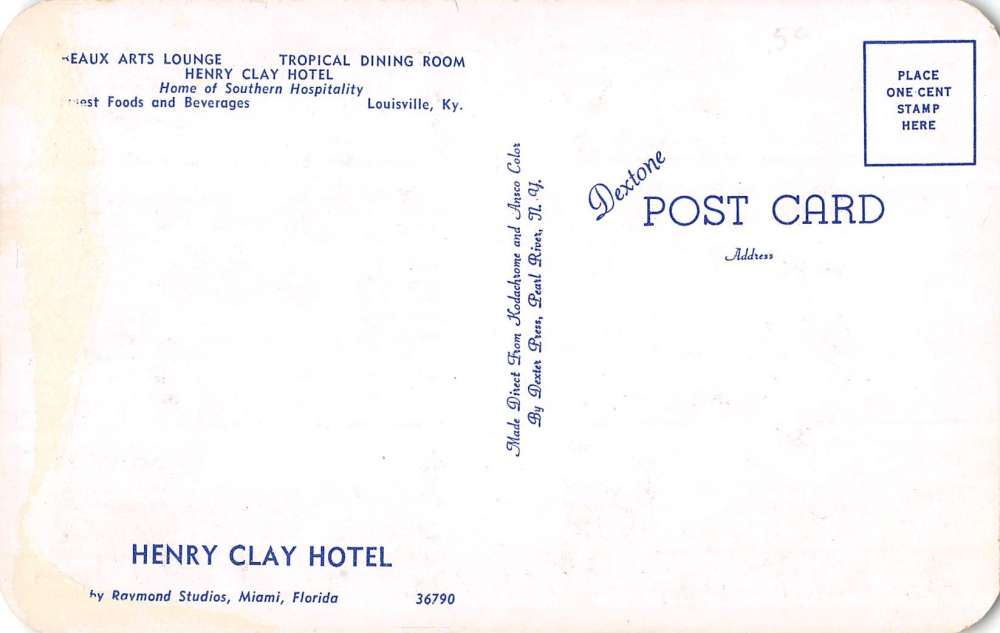 EAUX ARTS LOUNGE TROPICAL DINING ROOM
HENRY CLAY HOTEL
Home of Southern Hospitality
est Foods and Beverages Louisville, Ky.
PLACE
ONE CENT
STAMP
HERE
Dextone
POST CARD
Address
Made Direct From Kodachrome and Ansco Color
By Dexter Press, Pearl River, N.Y.
HENRY CLAY HOTEL
by Raymond Studios, Miami, Florida 36790